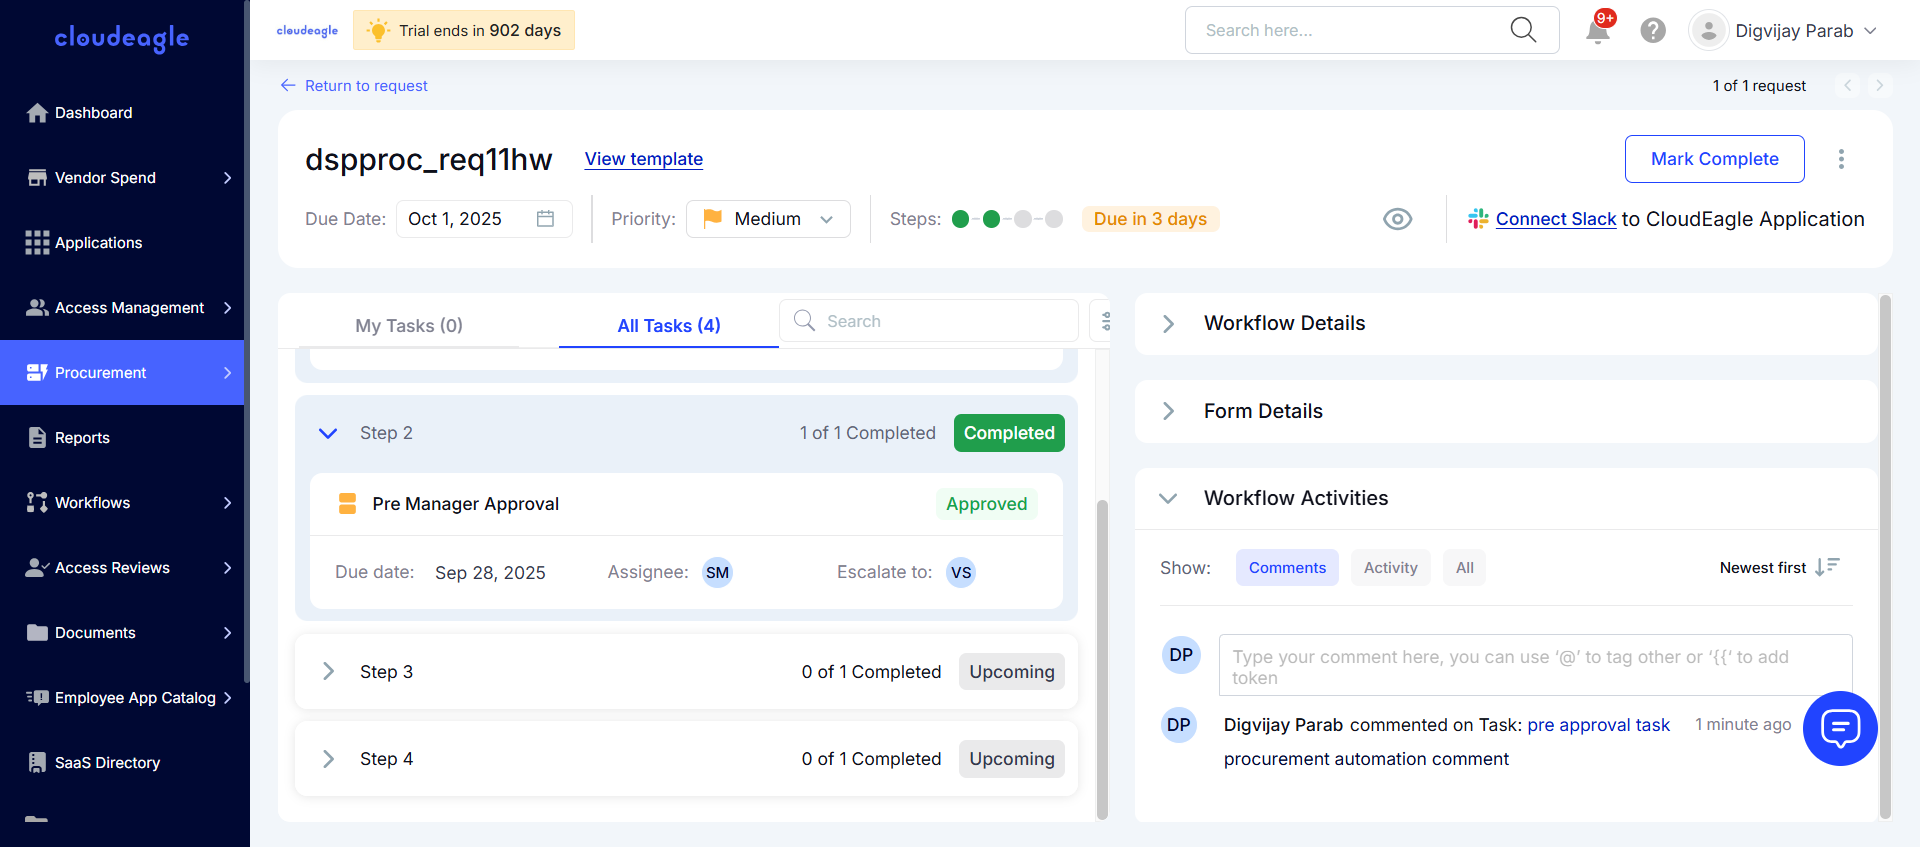 cloudeagle
Dashboard
Vendor Spend
Applications
Access Management
Procurement
Reports
Workflows
Access Reviews
Documents
Employee App Catalog
SaaS Directory
cloudeagle
Trial ends in 902 days
Search here...
9+
?
Digvijay Parab
Return to request
1 of 1 request
dspproc_req11hw
View template
Mark Complete
Due Date:
Oct 1, 2025
Priority:
Medium
Steps:
Due in 3 days
Connect Slack to CloudEagle Application
My Tasks (0)
All Tasks (4)
Search
Step 2
1 of 1 Completed
Completed
Pre Manager Approval
Approved
Due date:
Sep 28, 2025
Assignee:
SM
Escalate to:
VS
Step 3
0 of 1 Completed
Upcoming
Step 4
0 of 1 Completed
Upcoming
Workflow Details
Form Details
Workflow Activities
Show:
Comments
Activity
All
Newest first
DP
Type your comment here, you can use ‘@’ to tag other or ‘{{‘ to add
token
DP
Digvijay Parab commented on Task: pre approval task
1 minute ago
procurement automation comment